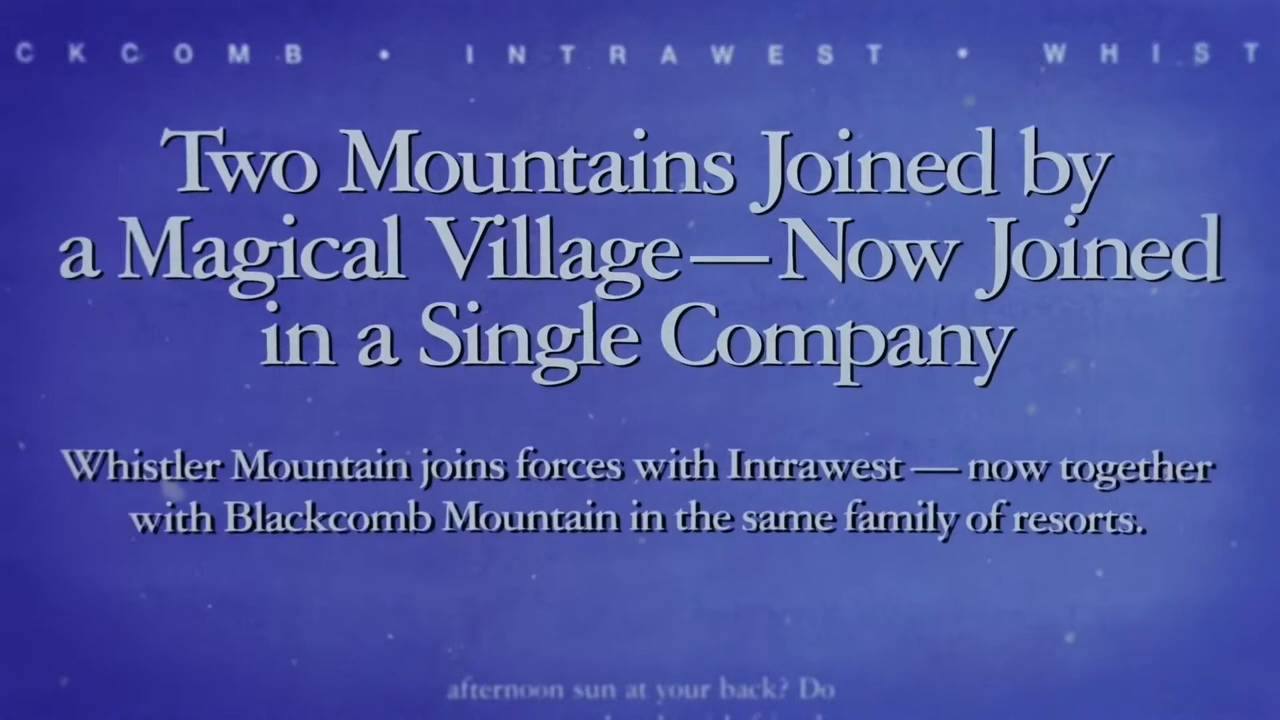 CKCOMB • INTRAWEST • WHIST
Two Mountains Joined by
a Magical Village—Now Joined
in a Single Company
Whistler Mountain joins forces with Intrawest — now together
with Blackcomb Mountain in the same family of resorts.
afternoon sun at your back? Do